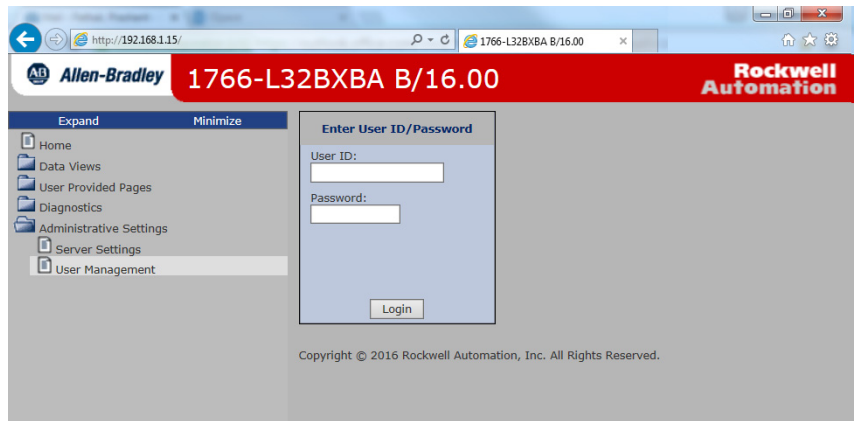 http://192.168.1.15/
1766-L32BXBA B/16.00
AB Allen-Bradley
1766-L32BXBA B/16.00
Rockwell
Automation
Expand Minimize
Home
Data Views
User Provided Pages
Diagnostics
Administrative Settings
Server Settings
User Management
Enter User ID/Password
User ID:
Password:
Login
Copyright © 2016 Rockwell Automation, Inc. All Rights Reserved.